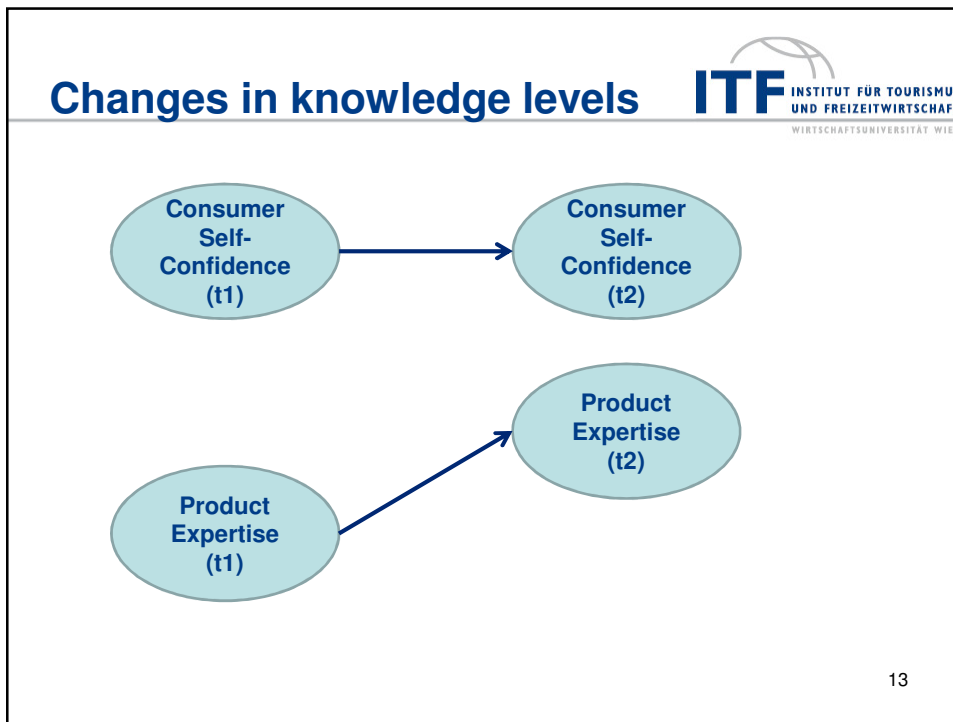 Changes in knowledge levels
ITF
INSTITUT FÜR TOURISMU
UND FREIZEITWIRTSCHAF
WIRTSCHAFTSUNIVERSITÄT WIE
Consumer
Self-
Confidence
(t1)
Consumer
Self-
Confidence
(t2)
Product
Expertise
(t2)
Product
Expertise
(t1)
13